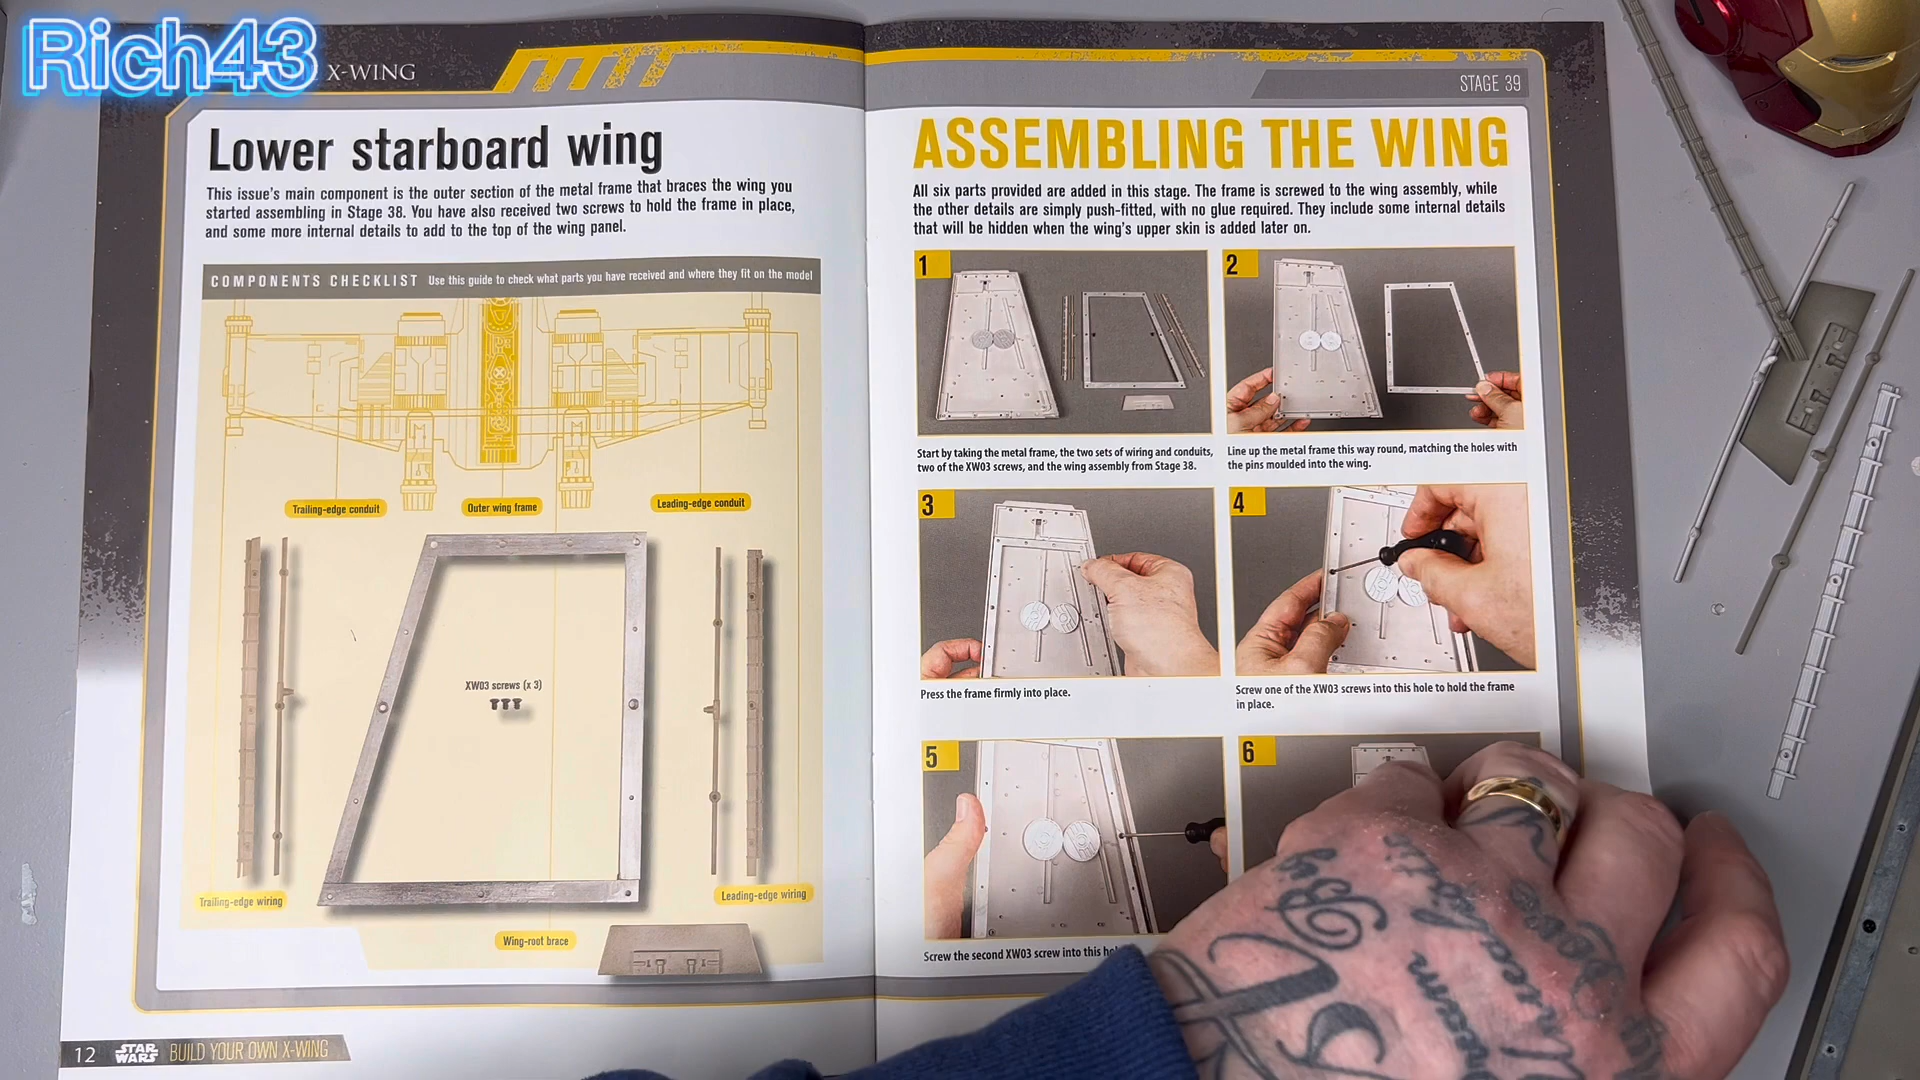 Rich43
X-WING
Lower starboard wing
This issue's main component is the outer section of the metal frame that braces the wing you
started assembling in Stage 38. You have also received two screws to hold the frame in place,
and some more internal details to add to the top of the wing panel.
COMPONENTS CHECKLIST Use this guide to check what parts you have received and where they fit on the model
Trailing-edge conduit
Outer wing frame
Leading-edge conduit
XW03 screws (x 3)
Trailing-edge wiring
Leading-edge wiring
Wing-root brace
12 STAR WARS BUILD YOUR OWN X-WING
STAGE 39
ASSEMBLING THE WING
All six parts provided are added in this stage. The frame is screwed to the wing assembly, while
the other details are simply push-fitted, with no glue required. They include some internal details
that will be hidden when the wing's upper skin is added later on.
1
Start by taking the metal frame, the two sets of wiring and conduits,
two of the XW03 screws, and the wing assembly from Stage 38.
2
Line up the metal frame this way round, matching the holes with
the pins moulded into the wing.
3
Press the frame firmly into place.
4
Screw one of the XW03 screws into this hole to hold the frame
in place.
5
Screw the second XW03 screw into this
6